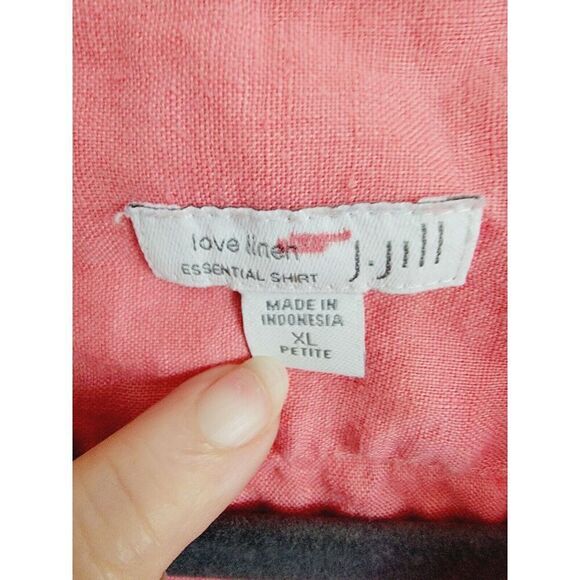 love linen j.jill
ESSENTIAL SHIRT
MADE IN
INDONESIA
XL
PETITE